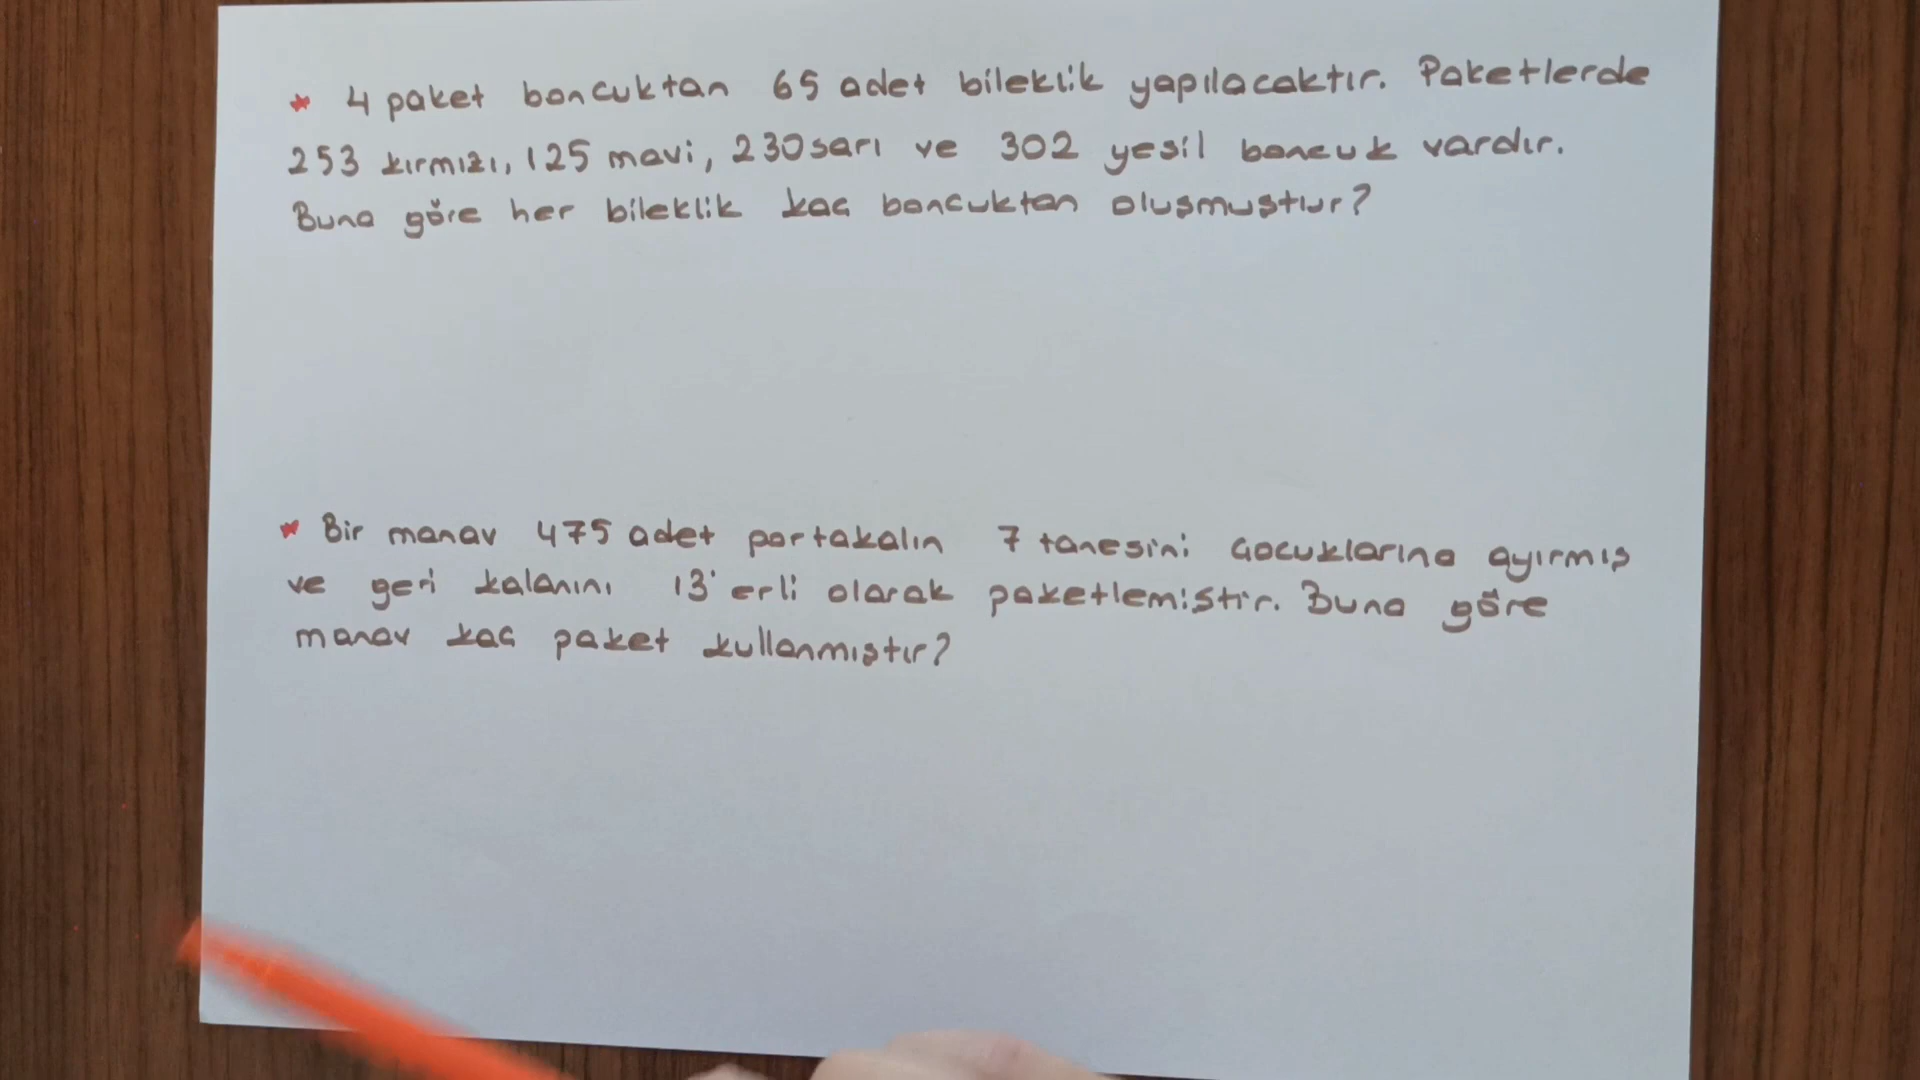 * 4 paket boncuktan 65 adet bileklik yapılacaktır. Paketlerde
253 kırmızı, 125 mavi, 230 sarı ve 302 yesil boncuk vardır.
Buna göre her bileklik kaç boncuktan oluşmuştur?
* Bir manav 475 adet portakalın 7 tanesini çocuklarına ayırmış
ve geri kalanını 13'erli olarak paketlemiştir. Buna göre
manav kaç paket kullanmıştır?